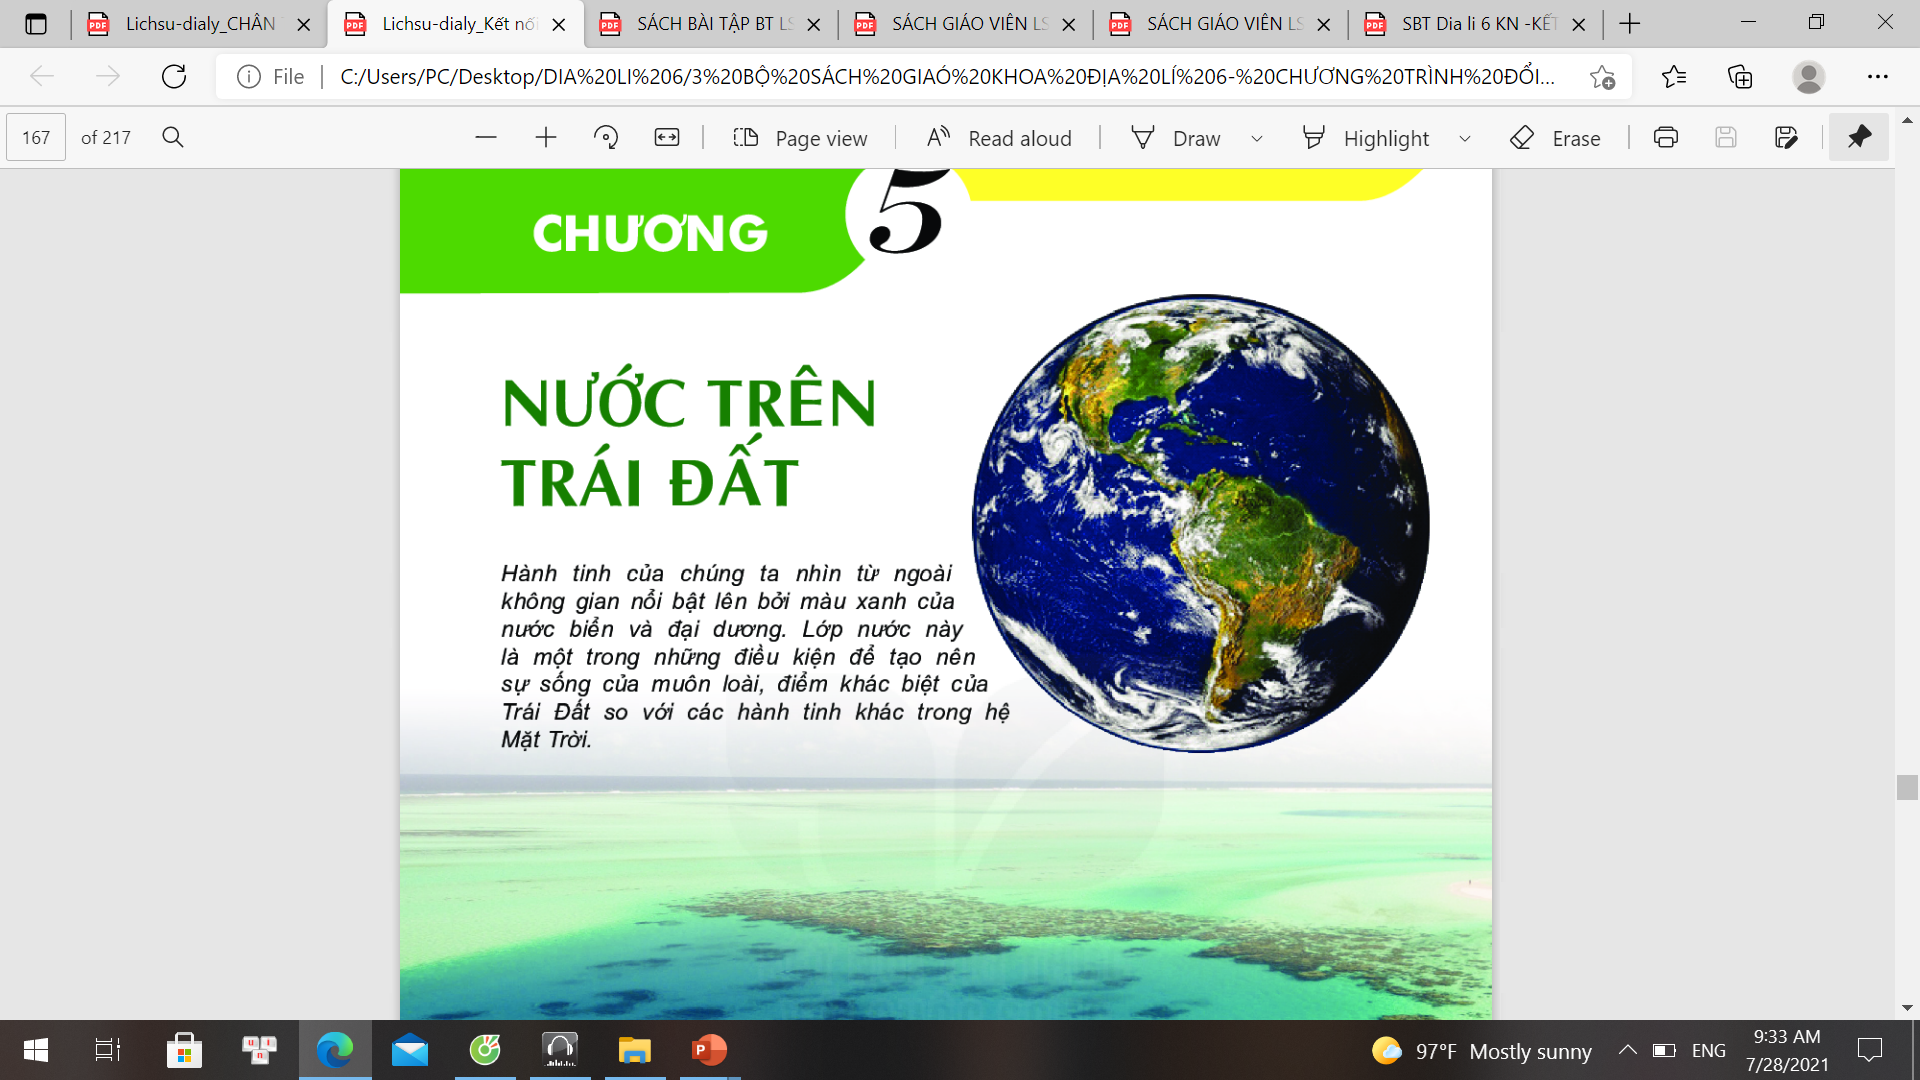 Lichsu-dialy_CHÂN
Lichsu-dialy_Kết nối
SÁCH BÀI TẬP BT LS
SÁCH GIÁO VIÊN LS
SÁCH GIÁO VIÊN LS
SBT Dia li 6 KN -KẾT
File
C:/Users/PC/Desktop/DIA%20LI%206/3%20BỘ%20SÁCH%20GIAÓ%20KHOA%20ĐỊA%20LÍ%206-%20CHƯƠNG%20TRÌNH%20ĐỔI...
167 of 217
Page view
Read aloud
Draw
Highlight
Erase
CHƯƠNG 5
NƯỚC TRÊN
TRÁI ĐẤT
Hành tinh của chúng ta nhìn từ ngoài
không gian nổi bật lên bởi màu xanh của
nước biển và đại dương. Lớp nước này
là một trong những điều kiện để tạo nên
sự sống của muôn loài, điểm khác biệt của
Trái Đất so với các hành tinh khác trong hệ
Mặt Trời.
97°F Mostly sunny
ENG
9:33 AM
7/28/2021